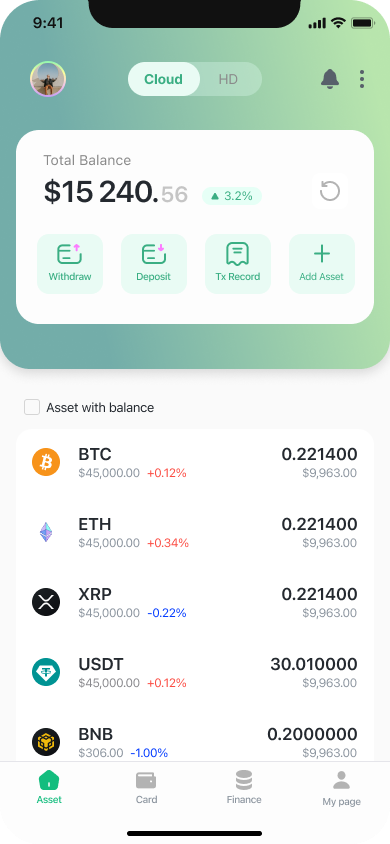 9:41
Cloud HD
Total Balance
$15 240.56 ▲ 3.2%
Withdraw Deposit Tx Record Add Asset
Asset with balance
BTC 0.221400
$45,000.00 +0.12% $9,963.00
ETH 0.221400
$45,000.00 +0.34% $9,963.00
XRP 0.221400
$45,000.00 -0.22% $9,963.00
USDT 30.010000
$45,000.00 +0.12% $9,963.00
BNB 0.2000000
$306.00 -1.00% $9,963.00
Asset Card Finance My page